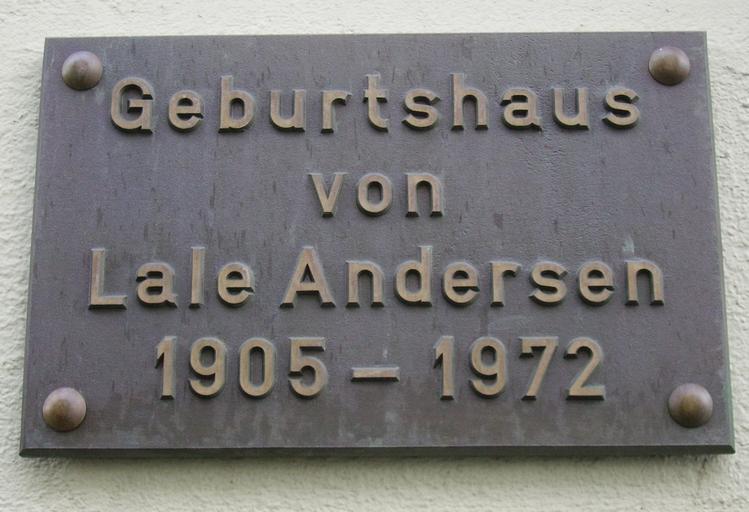 Geburtshaus
von
Lale Andersen
1905 – 1972